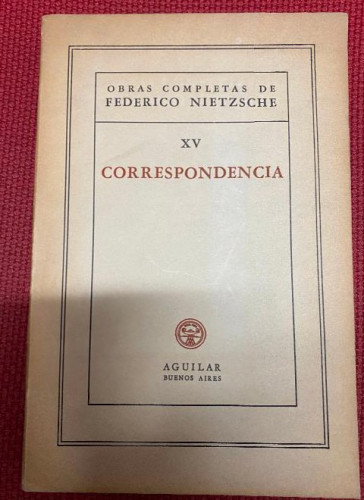 OBRAS COMPLETAS DE
FEDERICO NIETZSCHE
XV
CORRESPONDENCIA
AGUILAR
BUENOS AIRES